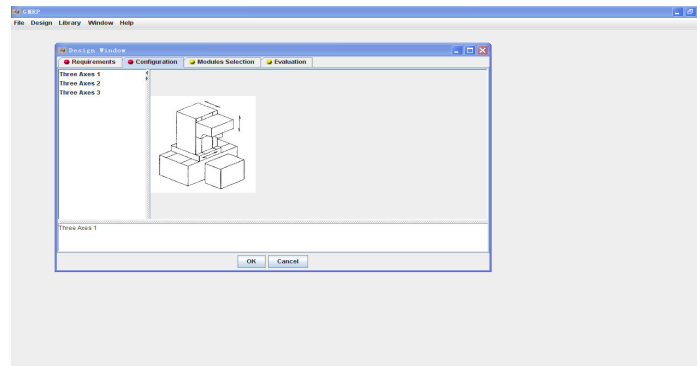 GMRP
File Design Library Window Help
Design Window
Requirements Configuration Modules Selection Evaluation
Three Axes 1
Three Axes 2
Three Axes 3
Three Axes 1
OK Cancel